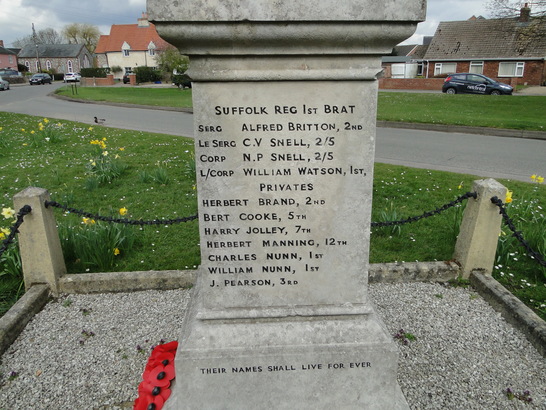 SUFFOLK REG 1ST BRAT
SERG ALFRED BRITTON, 2ND
LE SERG C.V SNELL, 2/5
CORP N.P SNELL, 2/5
L/CORP WILLIAM WATSON, 1ST,
PRIVATES
HERBERT BRAND, 2ND
BERT COOKE, 5TH
HARRY JOLLEY, 7TH
HERBERT MANNING, 12TH
CHARLES NUNN, 1ST
WILLIAM NUNN, 1ST
J. PEARSON, 3RD
THEIR NAMES SHALL LIVE FOR EVER